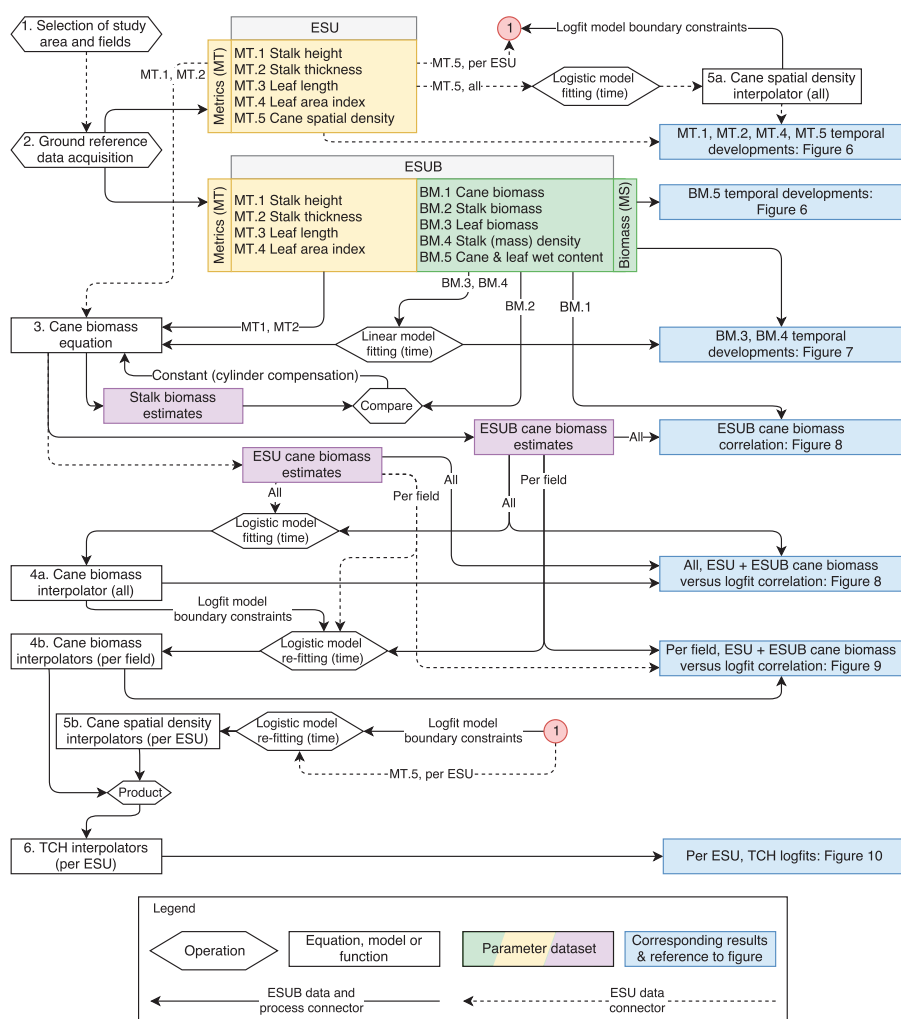 1. Selection of study
area and fields
ESU
Metrics (MT)
MT.1 Stalk height
MT.2 Stalk thickness
MT.3 Leaf length
MT.4 Leaf area index
MT.5 Cane spatial density
MT.1, MT.2
MT.5, per ESU
MT.5, all
1
Logfit model boundary constraints
Logistic model
fitting (time)
5a. Cane spatial density
interpolator (all)
2. Ground reference
data acquisition
MT.1, MT.2, MT.4, MT.5 temporal
developments: Figure 6
ESUB
Metrics (MT)
MT.1 Stalk height
MT.2 Stalk thickness
MT.3 Leaf length
MT.4 Leaf area index
BM.1 Cane biomass
BM.2 Stalk biomass
BM.3 Leaf biomass
BM.4 Stalk (mass) density
BM.5 Cane & leaf wet content
Biomass (MS)
BM.5 temporal developments:
Figure 6
BM.3, BM.4
BM.2
BM.1
MT1, MT2
3. Cane biomass
equation
Linear model
fitting (time)
BM.3, BM.4 temporal
developments: Figure 7
Constant (cylinder compensation)
Stalk biomass
estimates
Compare
ESUB cane biomass
estimates
All
ESUB cane biomass
correlation: Figure 8
ESU cane biomass
estimates
All
Per field
All
All
Per field
Logistic model
fitting (time)
4a. Cane biomass
interpolator (all)
All, ESU + ESUB cane biomass
versus logfit correlation: Figure 8
Logfit model
boundary constraints
4b. Cane biomass
interpolators (per field)
Logistic model
re-fitting (time)
Per field, ESU + ESUB cane biomass
versus logfit correlation: Figure 9
5b. Cane spatial density
interpolators (per ESU)
Logistic model
re-fitting (time)
Logfit model
boundary constraints
1
MT.5, per ESU
Product
6. TCH interpolators
(per ESU)
Per ESU, TCH logfits: Figure 10
Legend
Operation
Equation, model or
function
Parameter dataset
Corresponding results
& reference to figure
ESUB data and
process connector
ESU data
connector